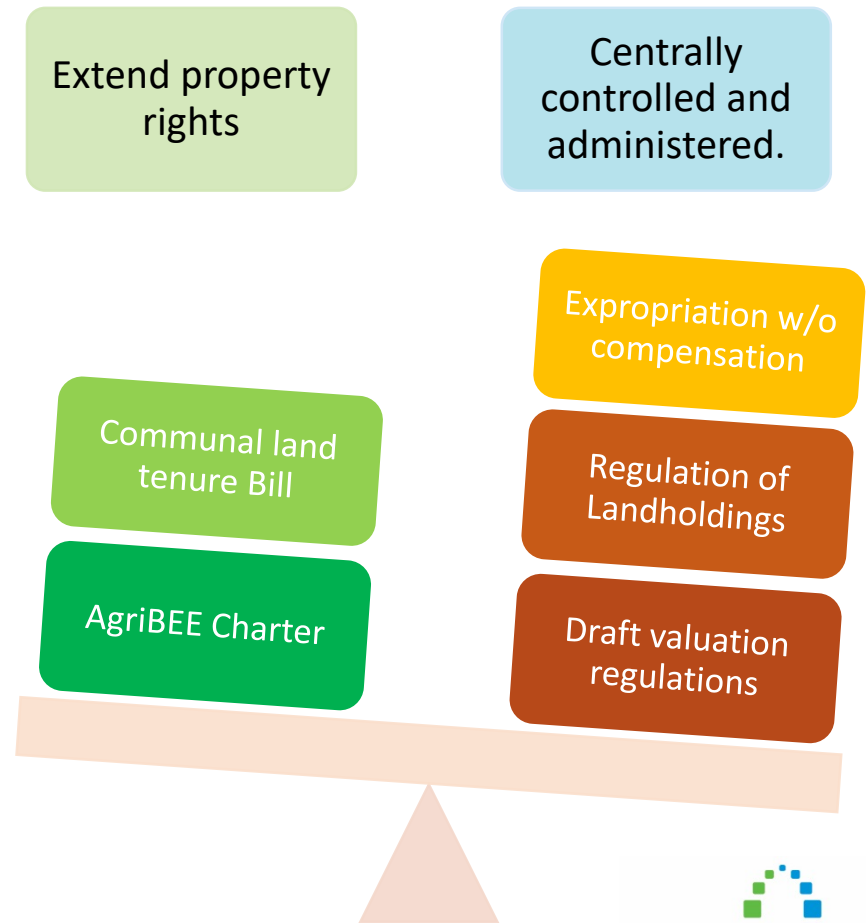 Extend property
rights
Centrally
controlled and
administered.
Communal land
tenure Bill
AgriBEE Charter
Expropriation w/o
compensation
Regulation of
Landholdings
Draft valuation
regulations